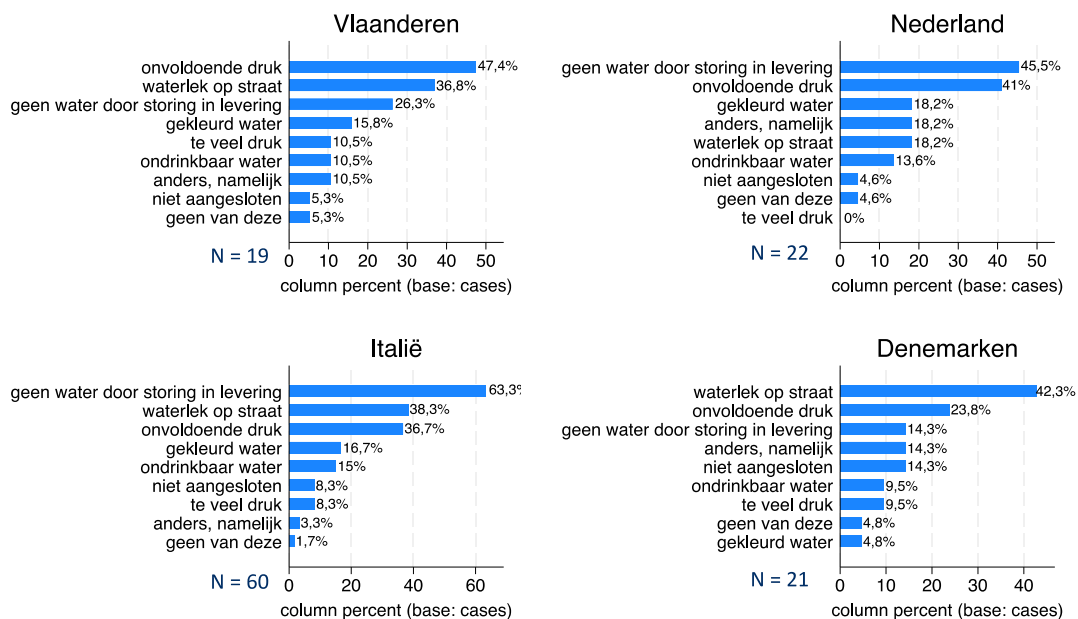 Vlaanderen
onvoldoende druk 47,4%
waterlek op straat 36,8%
geen water door storing in levering 26,3%
gekleurd water 15,8%
te veel druk 10,5%
ondrinkbaar water 10,5%
anders, namelijk 10,5%
niet aangesloten 5,3%
geen van deze 5,3%
N = 19
0 10 20 30 40 50
column percent (base: cases)
Nederland
geen water door storing in levering 45,5%
onvoldoende druk 41%
gekleurd water 18,2%
anders, namelijk 18,2%
waterlek op straat 18,2%
ondrinkbaar water 13,6%
niet aangesloten 4,6%
geen van deze 4,6%
te veel druk 0%
N = 22
0 10 20 30 40 50
column percent (base: cases)
Italië
geen water door storing in levering 63,3%
waterlek op straat 38,3%
onvoldoende druk 36,7%
gekleurd water 16,7%
ondrinkbaar water 15%
niet aangesloten 8,3%
te veel druk 8,3%
anders, namelijk 3,3%
geen van deze 1,7%
N = 60
0 20 40 60
column percent (base: cases)
Denemarken
waterlek op straat 42,3%
onvoldoende druk 23,8%
geen water door storing in levering 14,3%
anders, namelijk 14,3%
niet aangesloten 14,3%
ondrinkbaar water 9,5%
te veel druk 9,5%
geen van deze 4,8%
gekleurd water 4,8%
N = 21
0 10 20 30 40
column percent (base: cases)